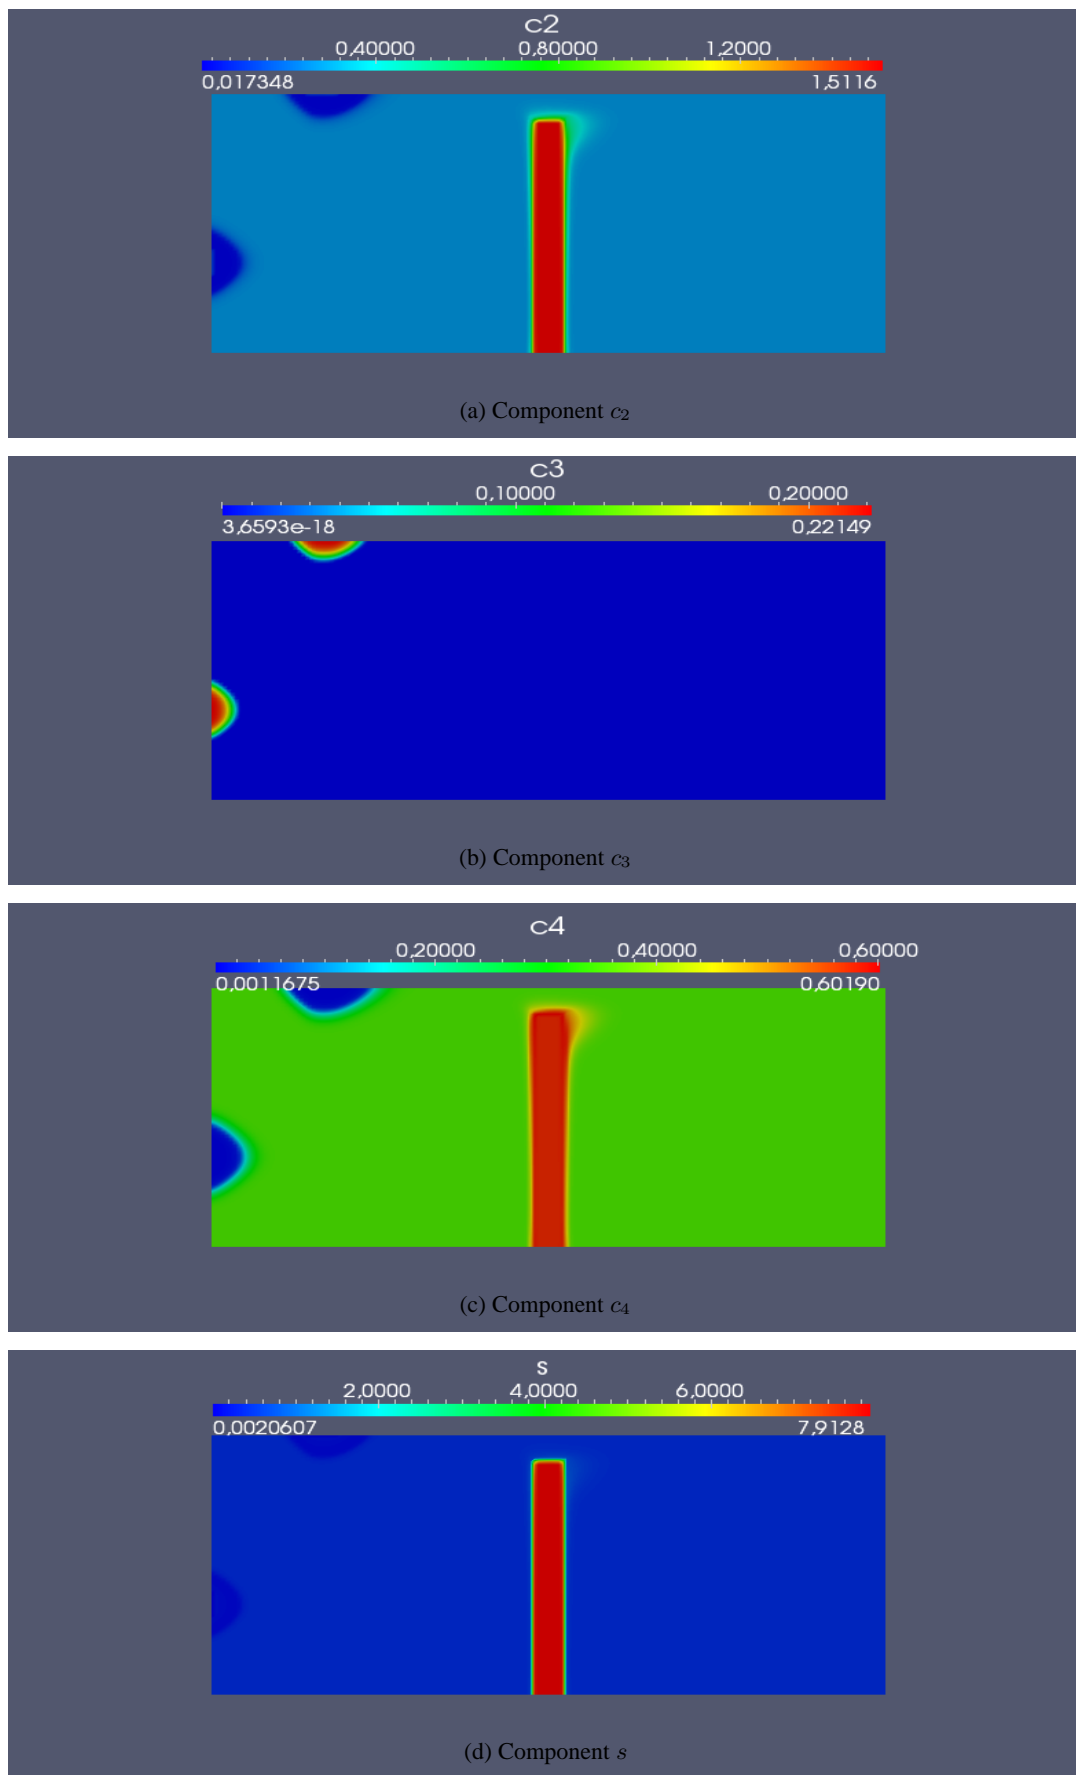 c2
0,40000 0,80000 1,2000
0,017348 1,5116
(a) Component c₂
c3
0,10000 0,20000
3,6593e-18 0,22149
(b) Component c₃
c4
0,20000 0,40000 0,60000
0,0011675 0,60190
(c) Component c₄
s
2,0000 4,0000 6,0000
0,0020607 7,9128
(d) Component s